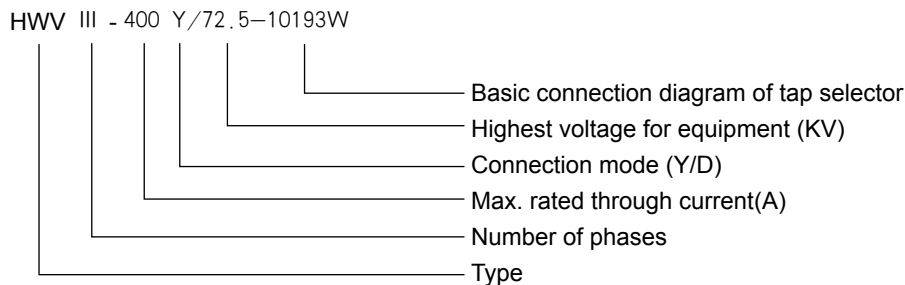 HWV III - 400 Y/72.5-10193W
Basic connection diagram of tap selector
Highest voltage for equipment (KV)
Connection mode (Y/D)
Max. rated through current(A)
Number of phases
Type